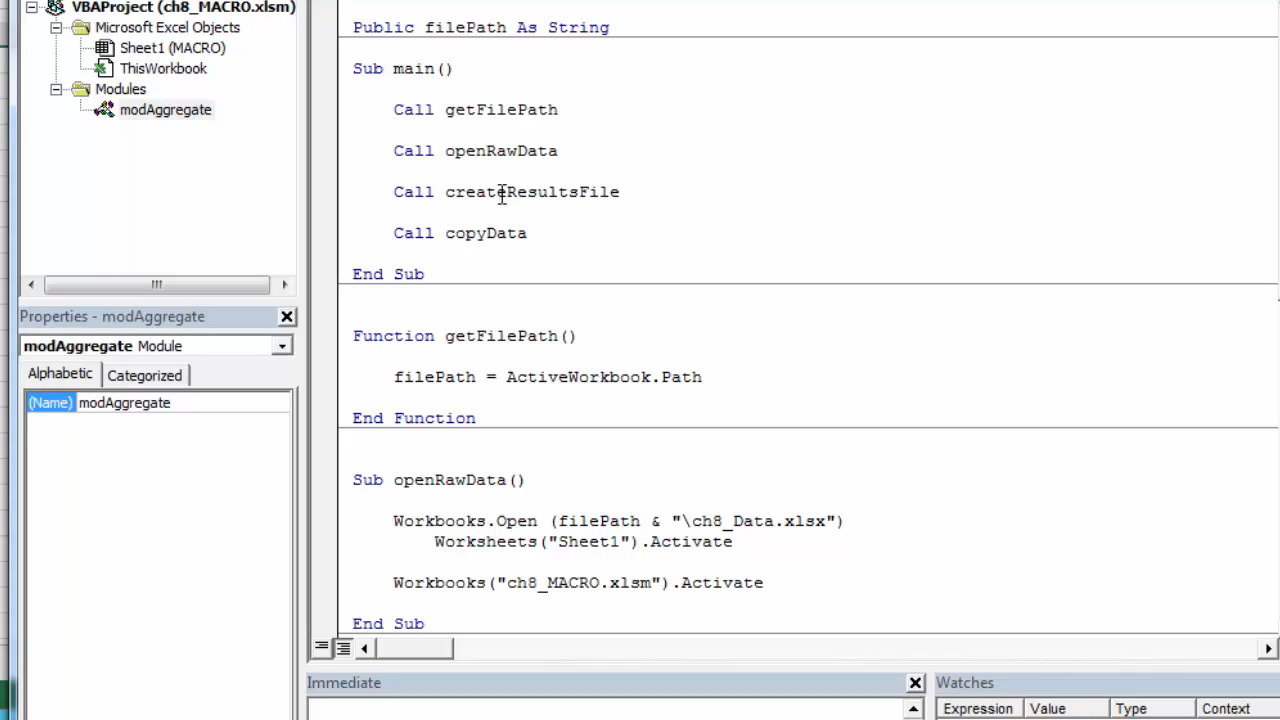 VBAProject (ch8_MACRO.xlsm)
Microsoft Excel Objects
Sheet1 (MACRO)
ThisWorkbook
Modules
modAggregate
Properties - modAggregate
modAggregate Module
Alphabetic Categorized
(Name) modAggregate
Public filePath As String
Sub main()
Call getFilePath
Call openRawData
Call createResultsFile
Call copyData
End Sub
Function getFilePath()
filePath = ActiveWorkbook.Path
End Function
Sub openRawData()
Workbooks.Open (filePath & "\ch8_Data.xlsx")
Worksheets("Sheet1").Activate
Workbooks("ch8_MACRO.xlsm").Activate
End Sub
Immediate
Watches
Expression Value Type Context